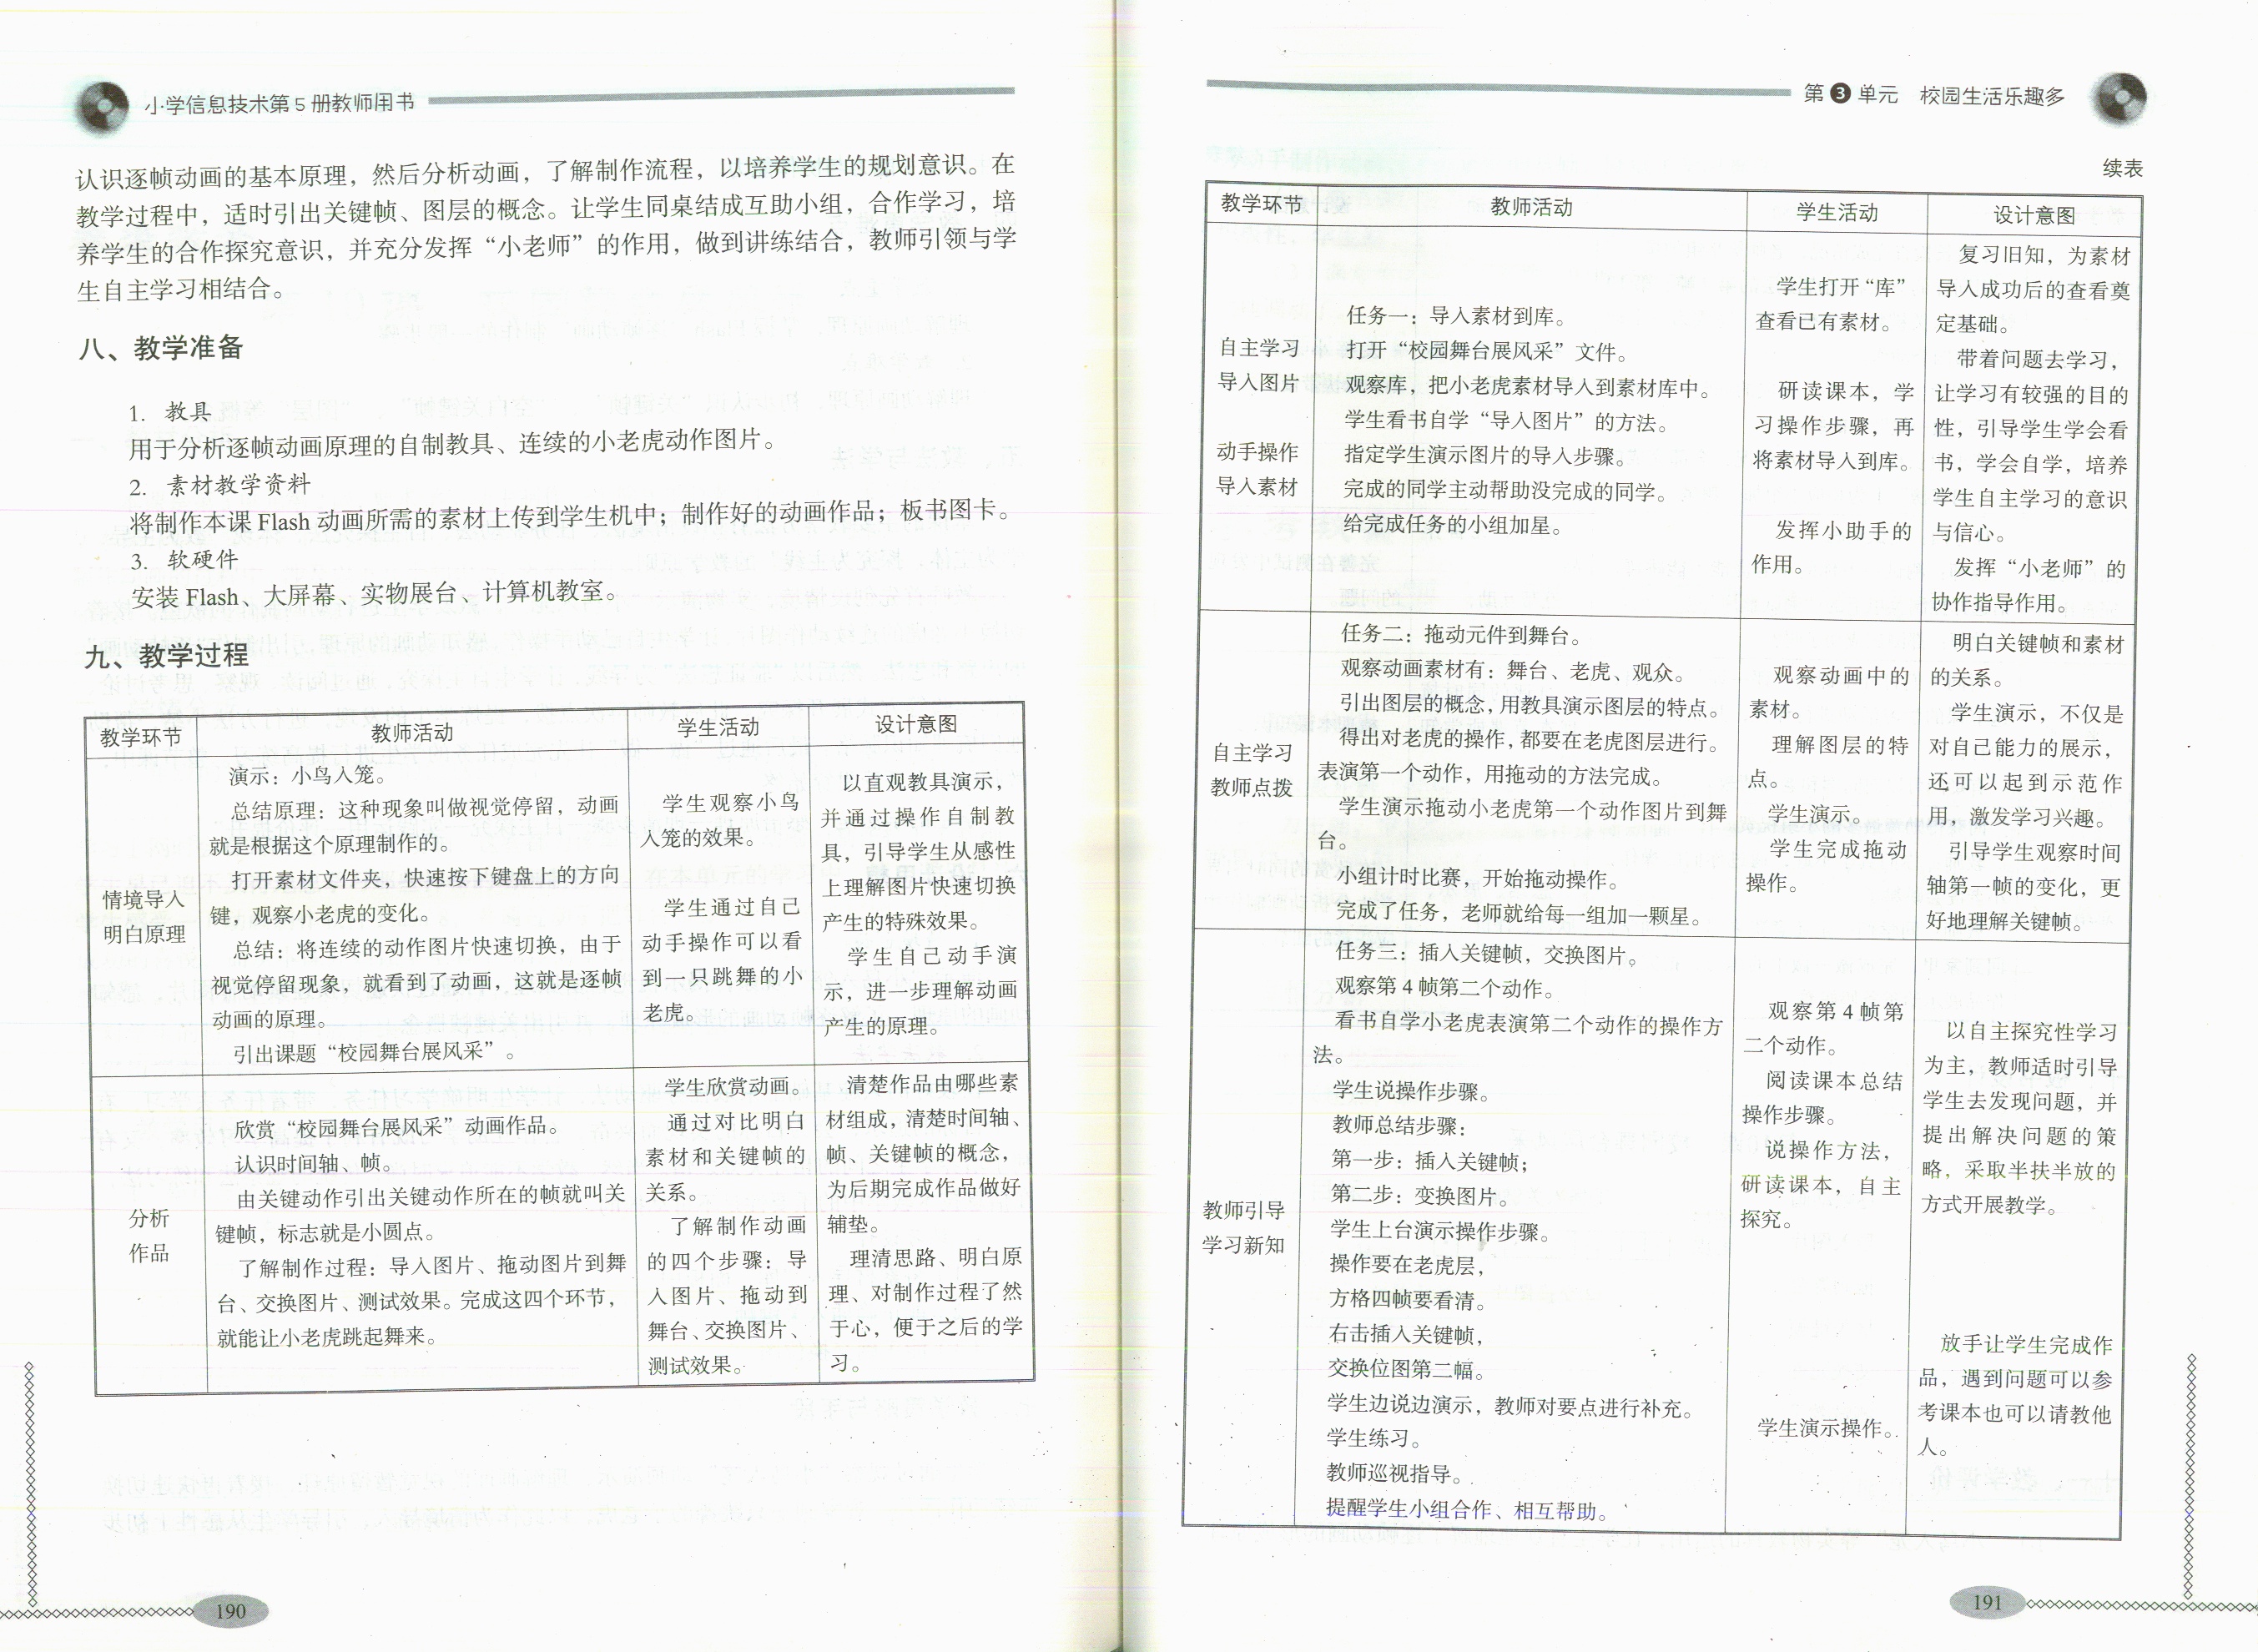 小学信息技术第5册教师用书
认识逐帧动画的基本原理，然后分析动画，了解制作流程，以培养学生的规划意识。在
教学过程中，适时引出关键帧、图层的概念。让学生同桌结成互助小组，合作学习，培
养学生的合作探究意识，并充分发挥“小老师”的作用，做到讲练结合，教师引领与学
生自主学习相结合。
八、教学准备
1. 教具
用于分析逐帧动画原理的自制教具、连续的小老虎动作图片。
2. 素材教学资料
将制作本课 Flash 动画所需的素材上传到学生机中；制作好的动画作品；板书图卡。
3. 软硬件
安装 Flash、大屏幕、实物展台、计算机教室。
九、教学过程
教学环节 教师活动 学生活动 设计意图
情境导入
明白原理
演示：小鸟入笼。
总结原理：这种现象叫做视觉停留，动画
就是根据这个原理制作的。
打开素材文件夹，快速按下键盘上的方向
键，观察小老虎的变化。
总结：将连续的动作图片快速切换，由于
视觉停留现象，就看到了动画，这就是逐帧
动画的原理。
引出课题“校园舞台展风采”。
学生观察小鸟
入笼的效果。
学生通过自己
动手操作可以看
到一只跳舞的小
老虎。
以直观教具演示，
并通过操作自制教
具，引导学生从感性
上理解图片快速切换
产生的特殊效果。
学生自己动手演
示，进一步理解动画
产生的原理。
分析
作品
欣赏“校园舞台展风采”动画作品。
认识时间轴、帧。
由关键动作引出关键动作所在的帧就叫关
键帧，标志就是小圆点。
了解制作过程：导入图片、拖动图片到舞
台、交换图片、测试效果。完成这四个环节，
就能让小老虎跳起舞来。
学生欣赏动画。
通过对比明白
素材和关键帧的
关系。
了解制作动画
的四个步骤：导
入图片、拖动到
舞台、交换图片、
测试效果。
清楚作品由哪些素
材组成，清楚时间轴、
帧、关键帧的概念，
为后期完成作品做好
辅垫。
理清思路、明白原
理、对制作过程了然
于心，便于之后的学
习。
190
第3单元 校园生活乐趣多
续表
教学环节 教师活动 学生活动 设计意图
自主学习
导入图片
动手操作
导入素材
任务一：导入素材到库。
打开“校园舞台展风采”文件。
观察库，把小老虎素材导入到素材库中。
学生看书自学“导入图片”的方法。
指定学生演示图片的导入步骤。
完成的同学主动帮助没完成的同学。
给完成任务的小组加星。
学生打开“库”
查看已有素材。
研读课本，学
习操作步骤，再
将素材导入到库。
发挥小助手的
作用。
复习旧知，为素材
导入成功后的查看奠
定基础。
带着问题去学习，
让学习有较强的目的
性，引导学生学会看
书，学会自学，培养
学生自主学习的意识
与信心。
发挥“小老师”的
协作指导作用。
自主学习
教师点拨
任务二：拖动元件到舞台。
观察动画素材有：舞台、老虎、观众。
引出图层的概念，用教具演示图层的特点。
得出对老虎的操作，都要在老虎图层进行。
表演第一个动作，用拖动的方法完成。
学生演示拖动小老虎第一个动作图片到舞
台。
小组计时比赛，开始拖动操作。
完成了任务，老师就给每一组加一颗星。
观察动画中的
素材。
理解图层的特
点。
学生演示。
学生完成拖动
操作。
明白关键帧和素材
的关系。
学生演示，不仅是
对自己能力的展示，
还可以起到示范作
用，激发学习兴趣。
引导学生观察时间
轴第一帧的变化，更
好地理解关键帧。
教师引导
学习新知
任务三：插入关键帧，交换图片。
观察第 4 帧第二个动作。
看书自学小老虎表演第二个动作的操作方
法。
学生说操作步骤。
教师总结步骤：
第一步：插入关键帧；
第二步：变换图片。
学生上台演示操作步骤。
操作要在老虎层，
方格四帧要看清。
右击插入关键帧，
交换位图第二幅。
学生边说边演示，教师对要点进行补充。
学生练习。
教师巡视指导。
提醒学生小组合作、相互帮助。
观察第 4 帧第
二个动作。
阅读课本总结
操作步骤。
说操作方法，
研读课本，自主
探究。
学生演示操作。
以自主探究性学习
为主，教师适时引导
学生去发现问题，并
提出解决问题的策
略，采取半扶半放的
方式开展教学。
放手让学生完成作
品，遇到问题可以参
考课本也可以请教他
人。
191